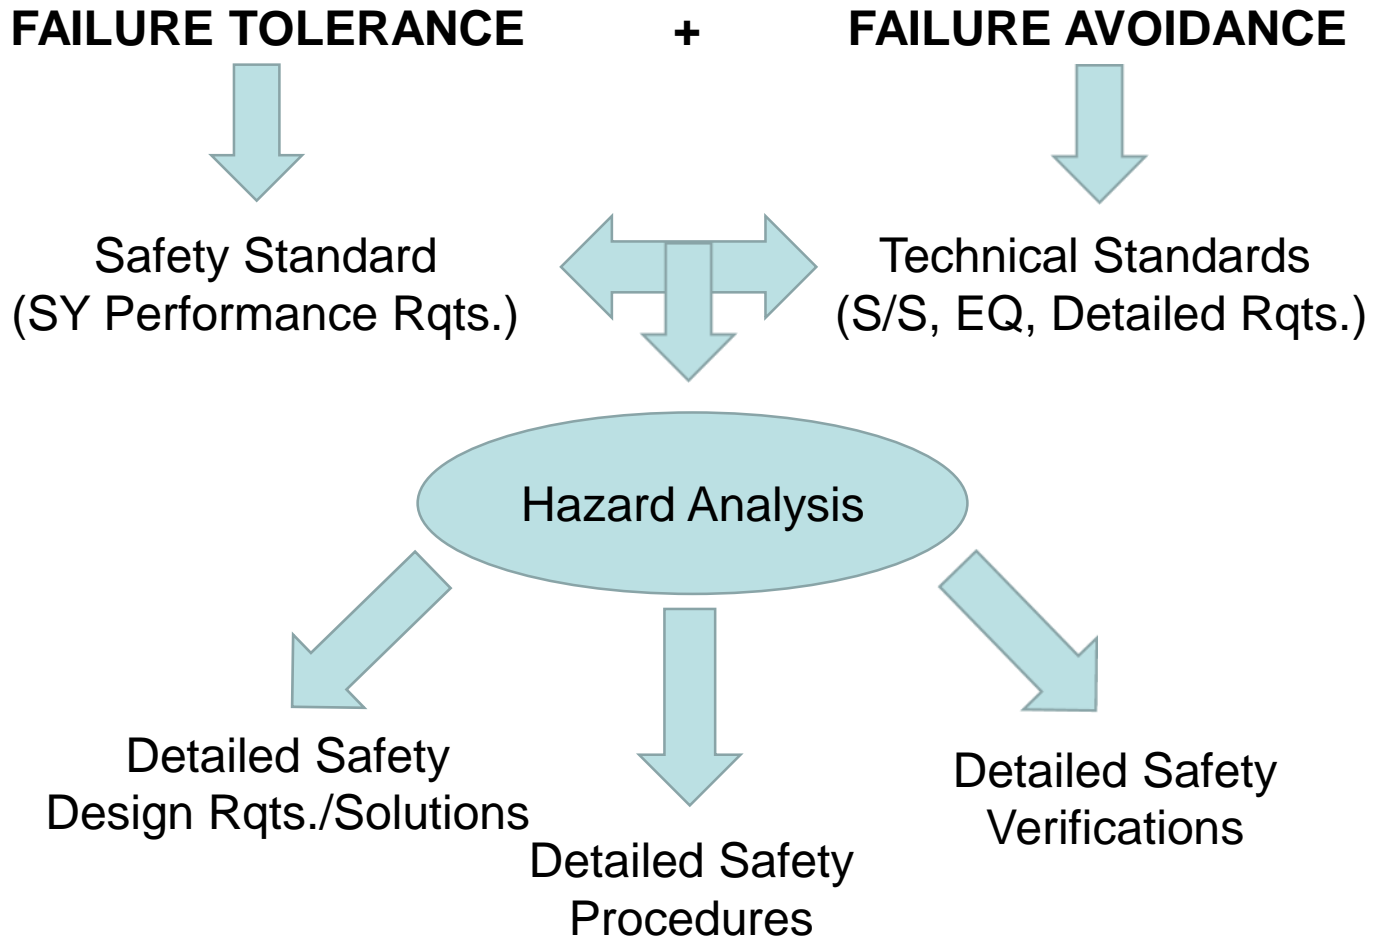 FAILURE TOLERANCE + FAILURE AVOIDANCE
Safety Standard
(SY Performance Rqts.)
Technical Standards
(S/S, EQ, Detailed Rqts.)
Hazard Analysis
Detailed Safety
Design Rqts./Solutions
Detailed Safety
Procedures
Detailed Safety
Verifications